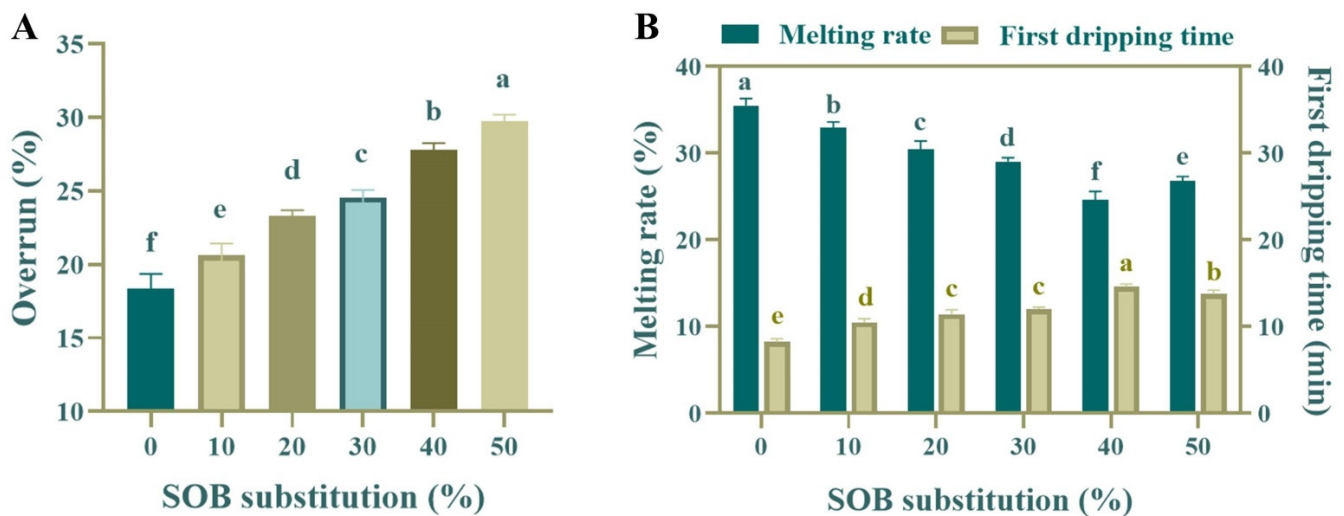 A
Overrun (%)
35
30
25
20
15
10
f
e
d
c
b
a
0 10 20 30 40 50
SOB substitution (%)
B
Melting rate First dripping time
Melting rate (%)
40
30
20
10
0
a b c d f e
e d c c a b
40
30
20
10
0
First dripping time (min)
0 10 20 30 40 50
SOB substitution (%)